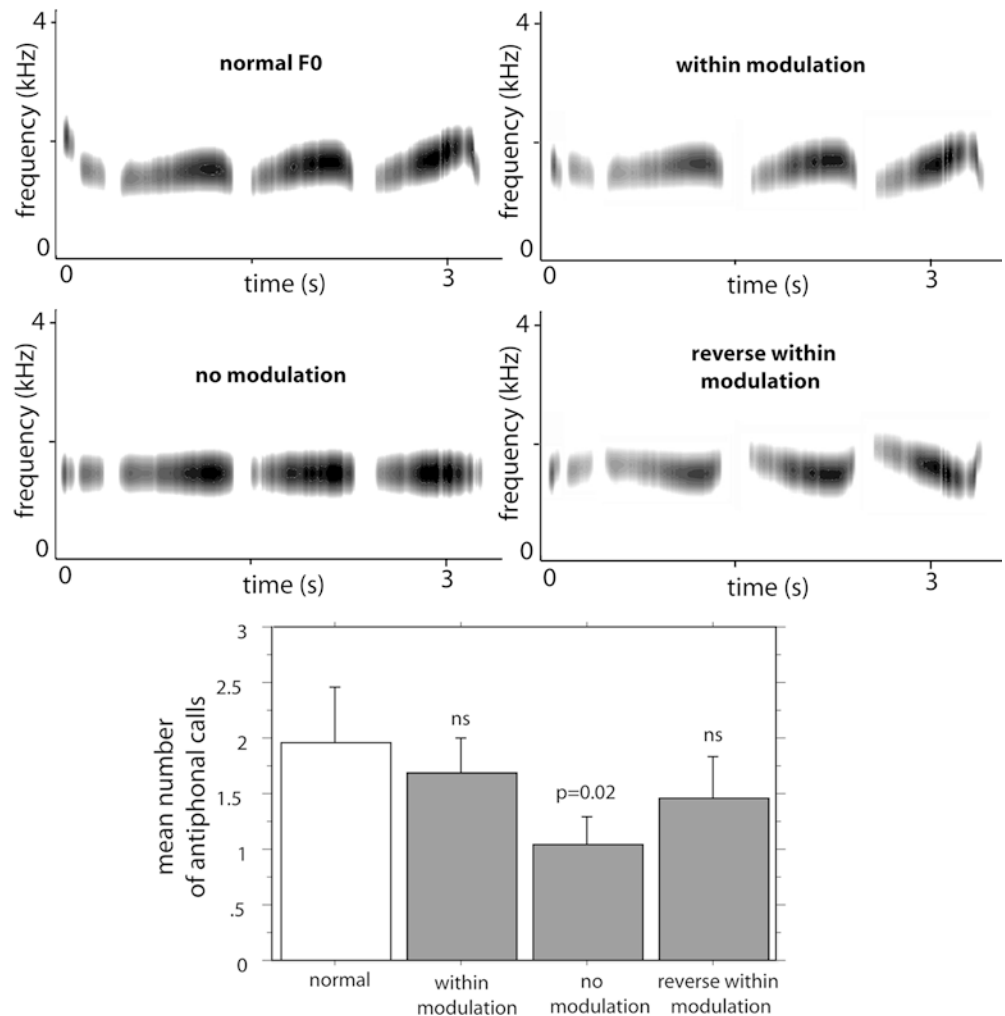 4
normal F0
frequency (kHz)
0
0
3
time (s)
4
within modulation
frequency (kHz)
0
0
3
time (s)
4
no modulation
frequency (kHz)
0
0
3
time (s)
4
reverse within
modulation
frequency (kHz)
0
0
3
time (s)
3
2.5
2
1.5
1
.5
0
mean number
of antiphonal calls
ns
p=0.02
ns
normal
within
modulation
no
modulation
reverse within
modulation